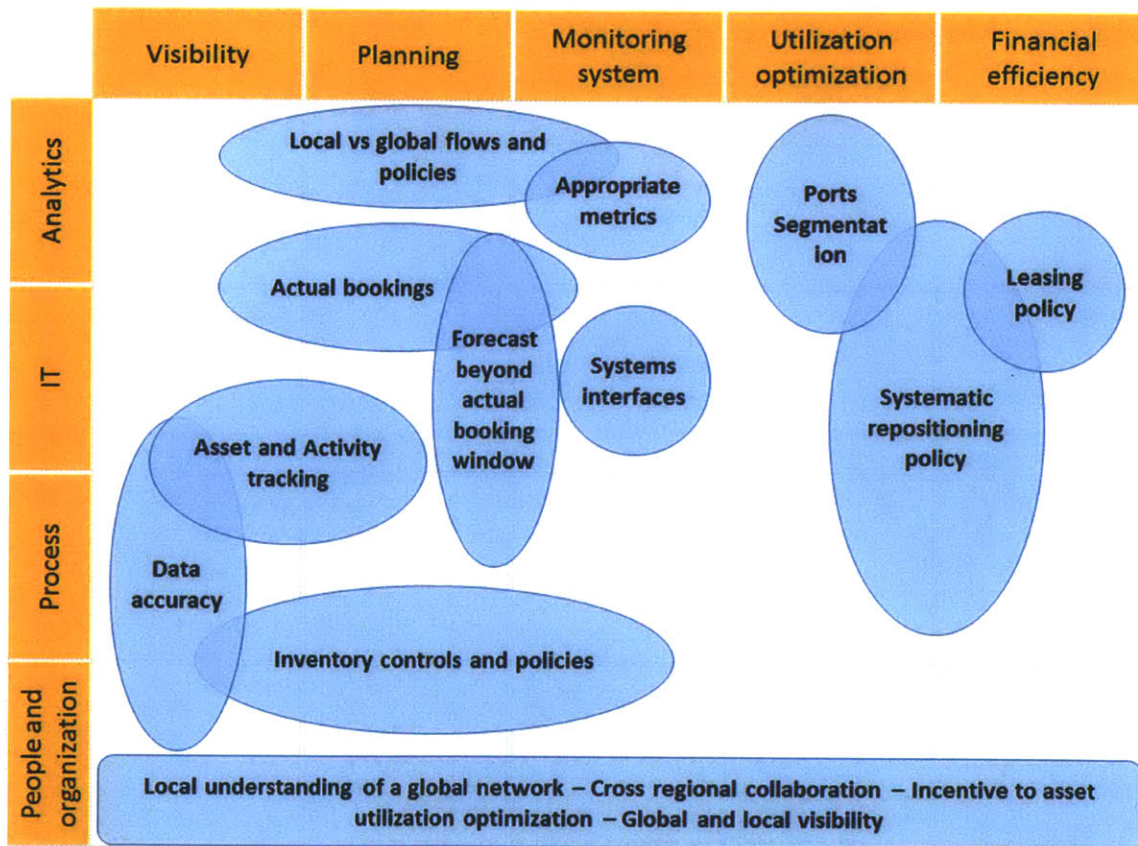 Visibility
Planning
Monitoring
system
Utilization
optimization
Financial
efficiency
Analytics
IT
Process
People and
organization
Local vs global flows and
policies
Appropriate
metrics
Ports
Segmentat
ion
Actual bookings
Leasing
policy
Forecast
beyond
actual
booking
window
Systems
interfaces
Systematic
repositioning
policy
Asset and Activity
tracking
Data
accuracy
Inventory controls and policies
Local understanding of a global network – Cross regional collaboration – Incentive to asset
utilization optimization – Global and local visibility